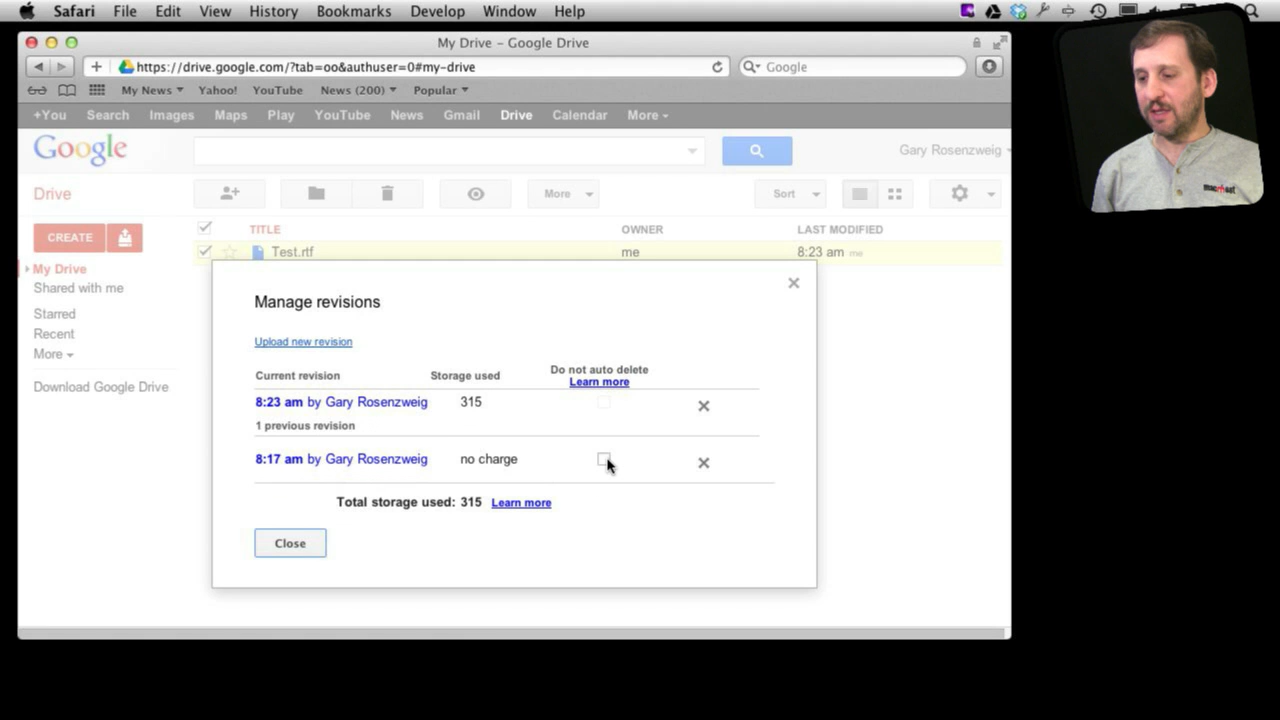 Safari File Edit View History Bookmarks Develop Window Help
My Drive – Google Drive
https://drive.google.com/?tab=oo&authuser=0#my-drive
Google
My News Yahoo! YouTube News (200) Popular
+You Search Images Maps Play YouTube News Gmail Drive Calendar More
Google
Gary Rosenzweig
Drive
More
Sort
CREATE
TITLE OWNER LAST MODIFIED
Test.rtf me 8:23 am me
My Drive
Shared with me
Starred
Recent
More
Download Google Drive
Manage revisions
Upload new revision
Current revision Storage used Do not auto delete
Learn more
8:23 am by Gary Rosenzweig 315
1 previous revision
8:17 am by Gary Rosenzweig no charge
Total storage used: 315 Learn more
Close